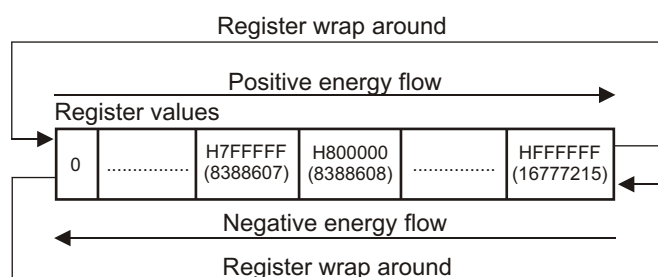 Register wrap around
Positive energy flow
Register values
0 ............... H7FFFFF (8388607) H800000 (8388608) ............... HFFFFFF (16777215)
Negative energy flow
Register wrap around